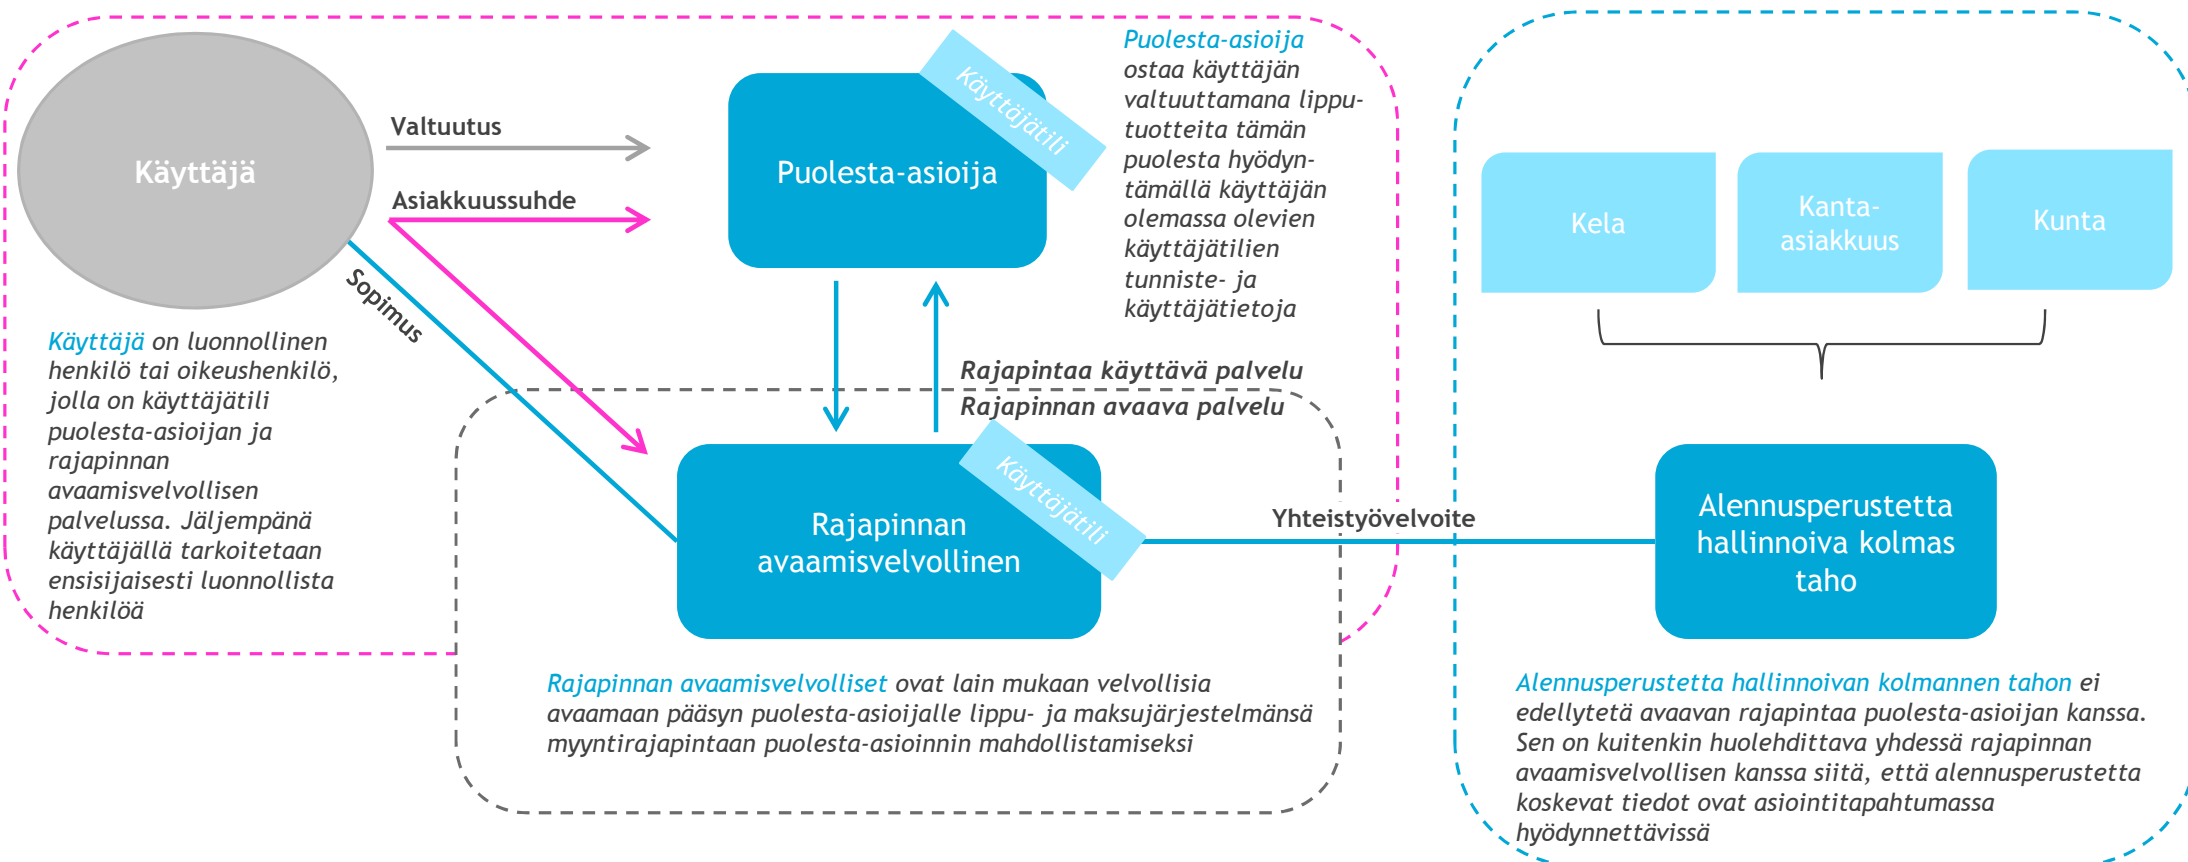 Käyttäjä
Valtuutus
Asiakkuussuhde
Sopimus
Puolesta-asioija
Käyttäjätili
Puolesta-asioija
ostaa käyttäjän
valtuuttamana lippu-
tuotteita tämän
puolesta hyödyn-
tämällä käyttäjän
olemassa olevien
käyttäjätilien
tunniste- ja
käyttäjätietoja
Käyttäjä on luonnollinen
henkilö tai oikeushenkilö,
jolla on käyttäjätili
puolesta-asioijan ja
rajapinnan
avaamisvelvollisen
palvelussa. Jäljempänä
käyttäjällä tarkoitetaan
ensisijaisesti luonnollista
henkilöä
Rajapintaa käyttävä palvelu
Rajapinnan avaava palvelu
Rajapinnan
avaamisvelvollinen
Käyttäjätili
Yhteistyövelvoite
Rajapinnan avaamisvelvolliset ovat lain mukaan velvollisia
avaamaan pääsyn puolesta-asioijalle lippu- ja maksujärjestelmänsä
myyntirajapintaan puolesta-asioinnin mahdollistamiseksi
Kela
Kanta-
asiakkuus
Kunta
Alennusperustetta
hallinnoiva kolmas
taho
Alennusperustetta hallinnoivan kolmannen tahon ei
edellytetä avaavan rajapintaa puolesta-asioijan kanssa.
Sen on kuitenkin huolehdittava yhdessä rajapinnan
avaamisvelvollisen kanssa siitä, että alennusperustetta
koskevat tiedot ovat asiointitapahtumassa
hyödynnettävissä